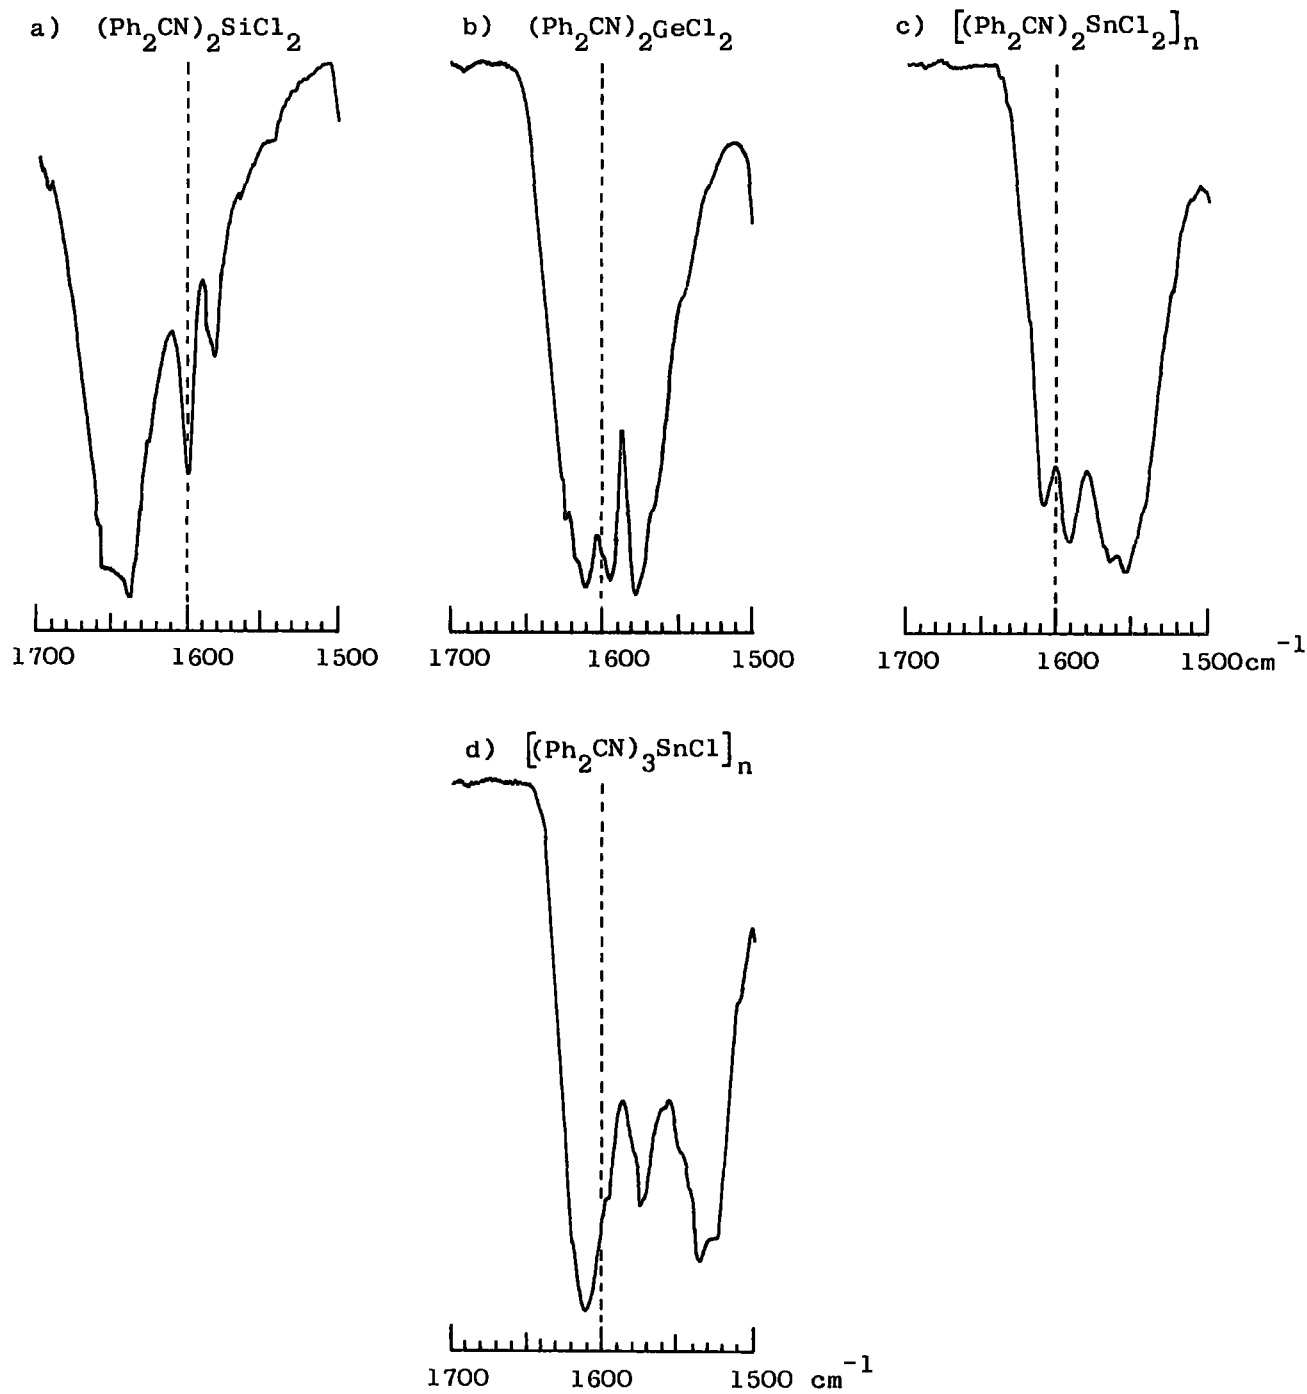 a) (Ph₂CN)₂SiCl₂
b) (Ph₂CN)₂GeCl₂
c) [(Ph₂CN)₂SnCl₂]ₙ
1700 1600 1500
1700 1600 1500
1700 1600 1500cm⁻¹
d) [(Ph₂CN)₃SnCl]ₙ
1700 1600 1500 cm⁻¹